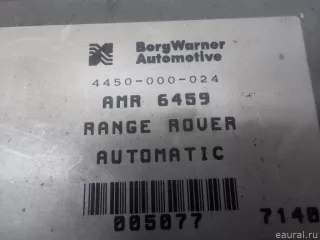 BorgWarner
Automotive
4450-000-024
AMR 6459
RANGE ROVER
AUTOMATIC
005077 7140
eaural.ru